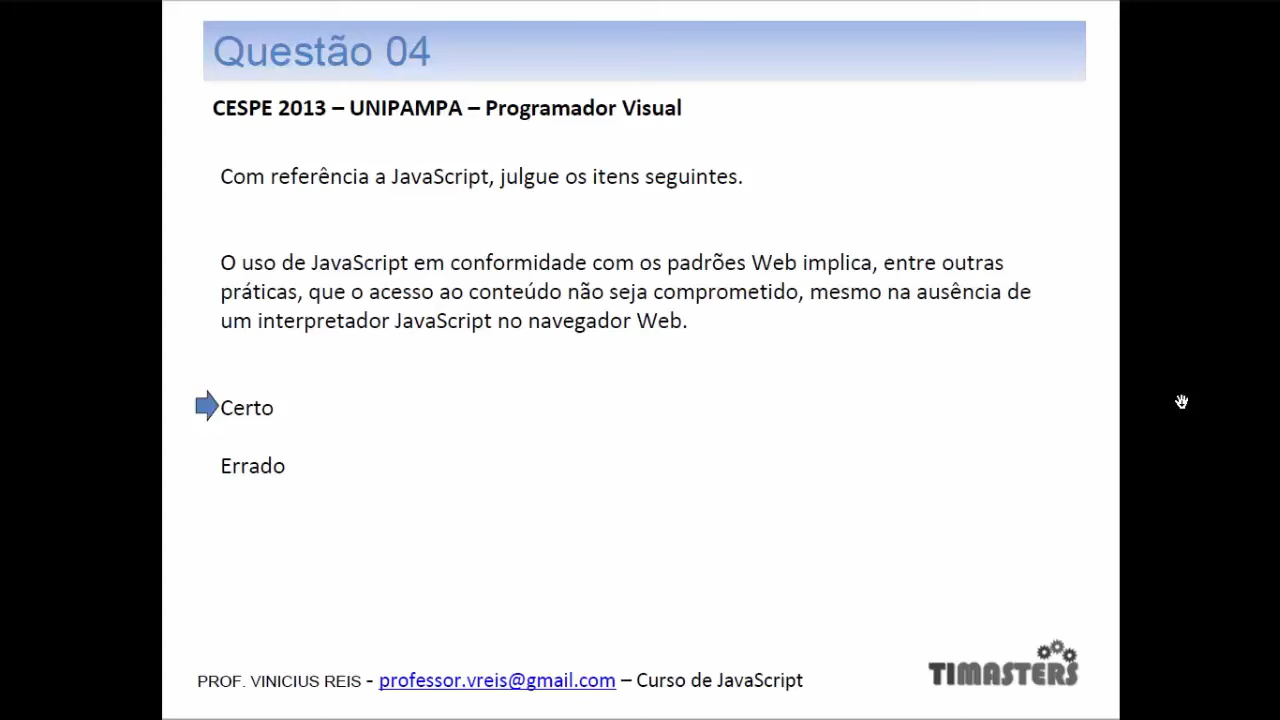 Questão 04
CESPE 2013 – UNIPAMPA – Programador Visual
Com referência a JavaScript, julgue os itens seguintes.
O uso de JavaScript em conformidade com os padrões Web implica, entre outras
práticas, que o acesso ao conteúdo não seja comprometido, mesmo na ausência de
um interpretador JavaScript no navegador Web.
Certo
Errado
PROF. VINICIUS REIS - professor.vreis@gmail.com – Curso de JavaScript
TIMASTERS